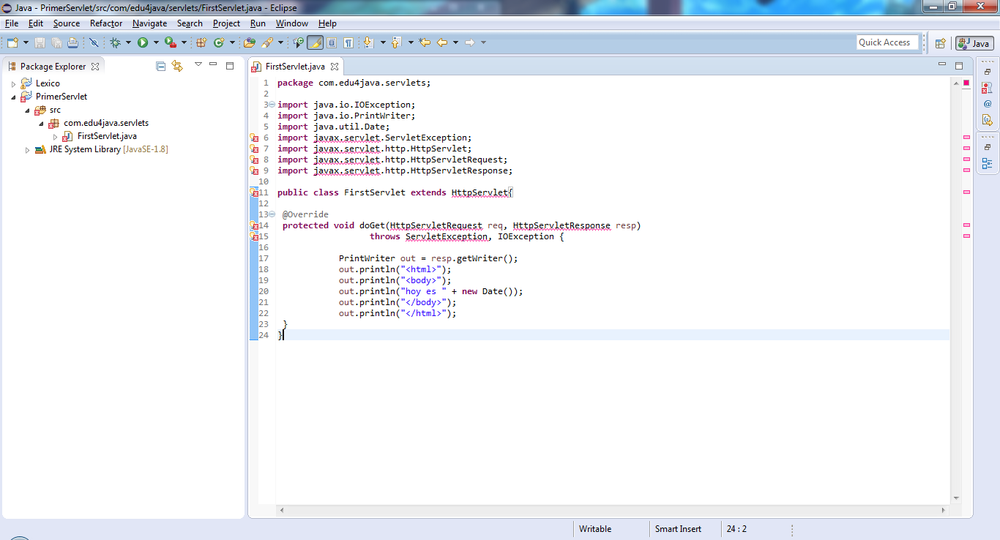 Java - PrimerServlet/src/com/edu4java/servlets/FirstServlet.java - Eclipse
File Edit Source Refactor Navigate Search Project Run Window Help
Quick Access
Java
Package Explorer
Lexico
PrimerServlet
src
com.edu4java.servlets
FirstServlet.java
JRE System Library [JavaSE-1.8]
FirstServlet.java
1 package com.edu4java.servlets;
2
3 import java.io.IOException;
4 import java.io.PrintWriter;
5 import java.util.Date;
6 import javax.servlet.ServletException;
7 import javax.servlet.http.HttpServlet;
8 import javax.servlet.http.HttpServletRequest;
9 import javax.servlet.http.HttpServletResponse;
10
11 public class FirstServlet extends HttpServlet{
12
13 @Override
14 protected void doGet(HttpServletRequest req, HttpServletResponse resp)
15 throws ServletException, IOException {
16
17 PrintWriter out = resp.getWriter();
18 out.println("<html>");
19 out.println("<body>");
20 out.println("hoy es " + new Date());
21 out.println("</body>");
22 out.println("</html>");
23 }
24 }
Writable Smart Insert 24 : 2